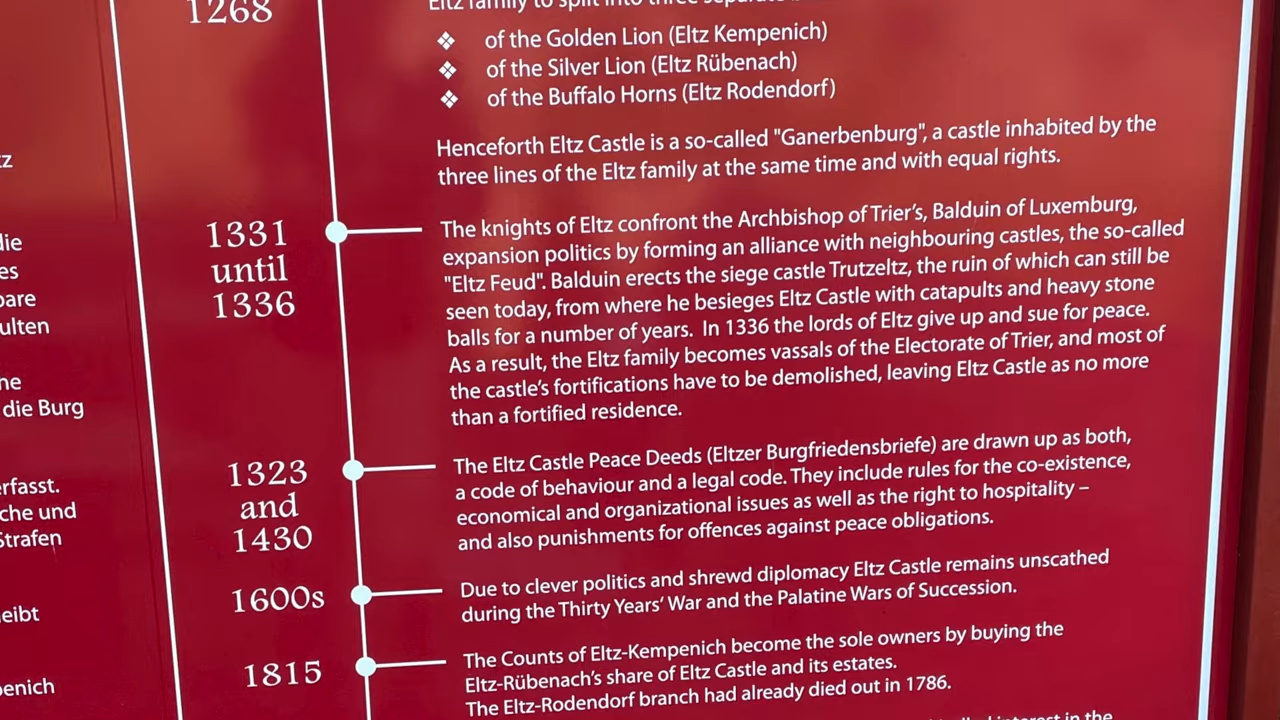 1268
Eltz family to split into three separate
❖ of the Golden Lion (Eltz Kempenich)
❖ of the Silver Lion (Eltz Rübenach)
❖ of the Buffalo Horns (Eltz Rodendorf)
Henceforth Eltz Castle is a so-called "Ganerbenburg", a castle inhabited by the
three lines of the Eltz family at the same time and with equal rights.
1331
until
1336
The knights of Eltz confront the Archbishop of Trier's, Balduin of Luxemburg,
expansion politics by forming an alliance with neighbouring castles, the so-called
"Eltz Feud". Balduin erects the siege castle Trutzeltz, the ruin of which can still be
seen today, from where he besieges Eltz Castle with catapults and heavy stone
balls for a number of years. In 1336 the lords of Eltz give up and sue for peace.
As a result, the Eltz family becomes vassals of the Electorate of Trier, and most of
the castle's fortifications have to be demolished, leaving Eltz Castle as no more
than a fortified residence.
1323
and
1430
The Eltz Castle Peace Deeds (Eltzer Burgfriedensbriefe) are drawn up as both,
a code of behaviour and a legal code. They include rules for the co-existence,
economical and organizational issues as well as the right to hospitality –
and also punishments for offences against peace obligations.
1600s
Due to clever politics and shrewd diplomacy Eltz Castle remains unscathed
during the Thirty Years' War and the Palatine Wars of Succession.
1815
The Counts of Eltz-Kempenich become the sole owners by buying the
Eltz-Rübenach's share of Eltz Castle and its estates.
The Eltz-Rodendorf branch had already died out in 1786.
interest in the
tz
die
es
bare
ulten
ne
die Burg
erfasst.
che und
Strafen
eibt
penich